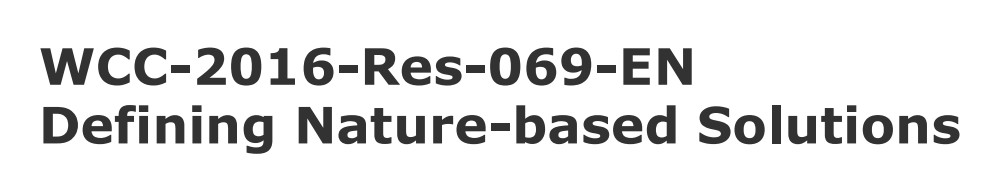 WCC-2016-Res-069-EN
Defining Nature-based Solutions